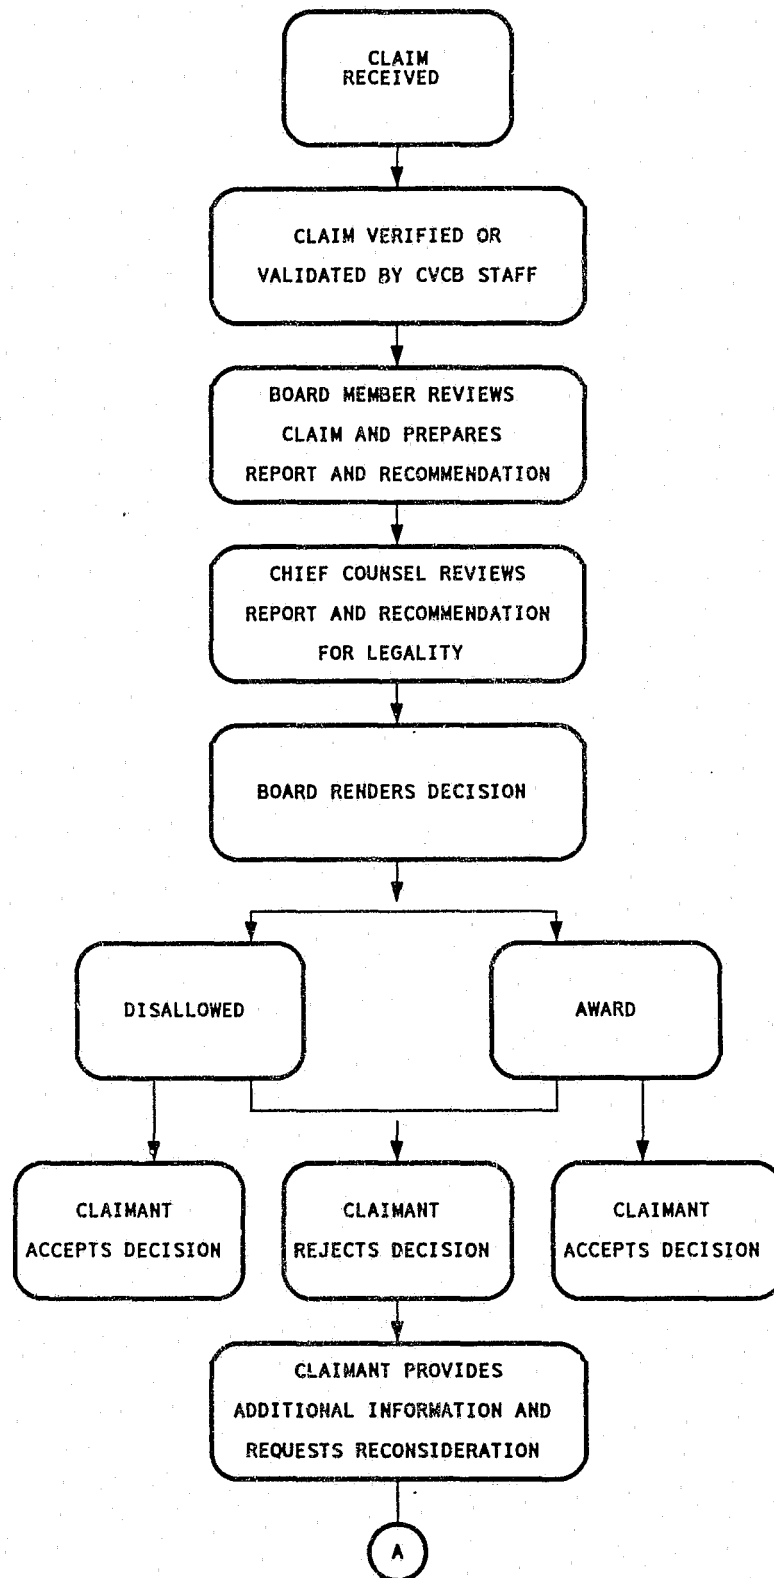 CLAIM
RECEIVED
CLAIM VERIFIED OR
VALIDATED BY CVCB STAFF
BOARD MEMBER REVIEWS
CLAIM AND PREPARES
REPORT AND RECOMMENDATION
CHIEF COUNSEL REVIEWS
REPORT AND RECOMMENDATION
FOR LEGALITY
BOARD RENDERS DECISION
DISALLOWED
AWARD
CLAIMANT
ACCEPTS DECISION
CLAIMANT
REJECTS DECISION
CLAIMANT
ACCEPTS DECISION
CLAIMANT PROVIDES
ADDITIONAL INFORMATION AND
REQUESTS RECONSIDERATION
A